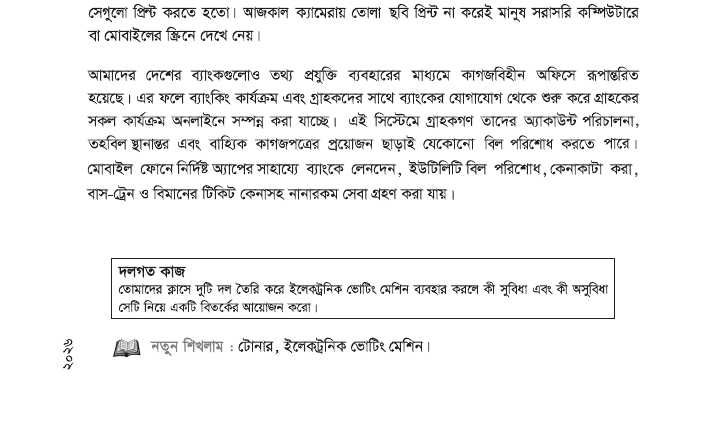 সেগুলো প্রিন্ট করতে হতো। আজকাল ক্যামেরায় তোলা ছবি প্রিন্ট না করেই মানুষ সরাসরি কম্পিউটারে
বা মোবাইলের স্ক্রিনে দেখে নেয়।
আমাদের দেশের ব্যাংকগুলোও তথ্য প্রযুক্তি ব্যবহারের মাধ্যমে কাগজবিহীন অফিসে রূপান্তরিত
হয়েছে। এর ফলে ব্যাংকিং কার্যক্রম এবং গ্রাহকদের সাথে ব্যাংকের যোগাযোগ থেকে শুরু করে গ্রাহকের
সকল কার্যক্রম অনলাইনে সম্পন্ন করা যাচ্ছে। এই সিস্টেমে গ্রাহকগণ তাদের অ্যাকাউন্ট পরিচালনা,
তহবিল স্থানান্তর এবং বাহ্যিক কাগজপত্রের প্রয়োজন ছাড়াই যেকোনো বিল পরিশোধ করতে পারে।
মোবাইল ফোনে নির্দিষ্ট অ্যাপের সাহায্যে ব্যাংকে লেনদেন, ইউটিলিটি বিল পরিশোধ, কেনাকাটা করা,
বাস-ট্রেন ও বিমানের টিকিট কেনাসহ নানারকম সেবা গ্রহণ করা যায়।
দলগত কাজ
তোমাদের ক্লাসে দুটি দল তৈরি করে ইলেকট্রনিক ভোটিং মেশিন ব্যবহার করলে কী সুবিধা এবং কী অসুবিধা
সেটি নিয়ে একটি বিতর্কের আয়োজন করো।
নতুন শিখলাম : টোনার, ইলেকট্রনিক ভোটিং মেশিন।
২০২৬